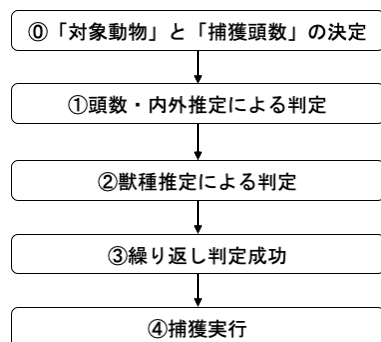 ⓪「対象動物」と「捕獲頭数」の決定
①頭数・内外推定による判定
②獣種推定による判定
③繰り返し判定成功
④捕獲実行